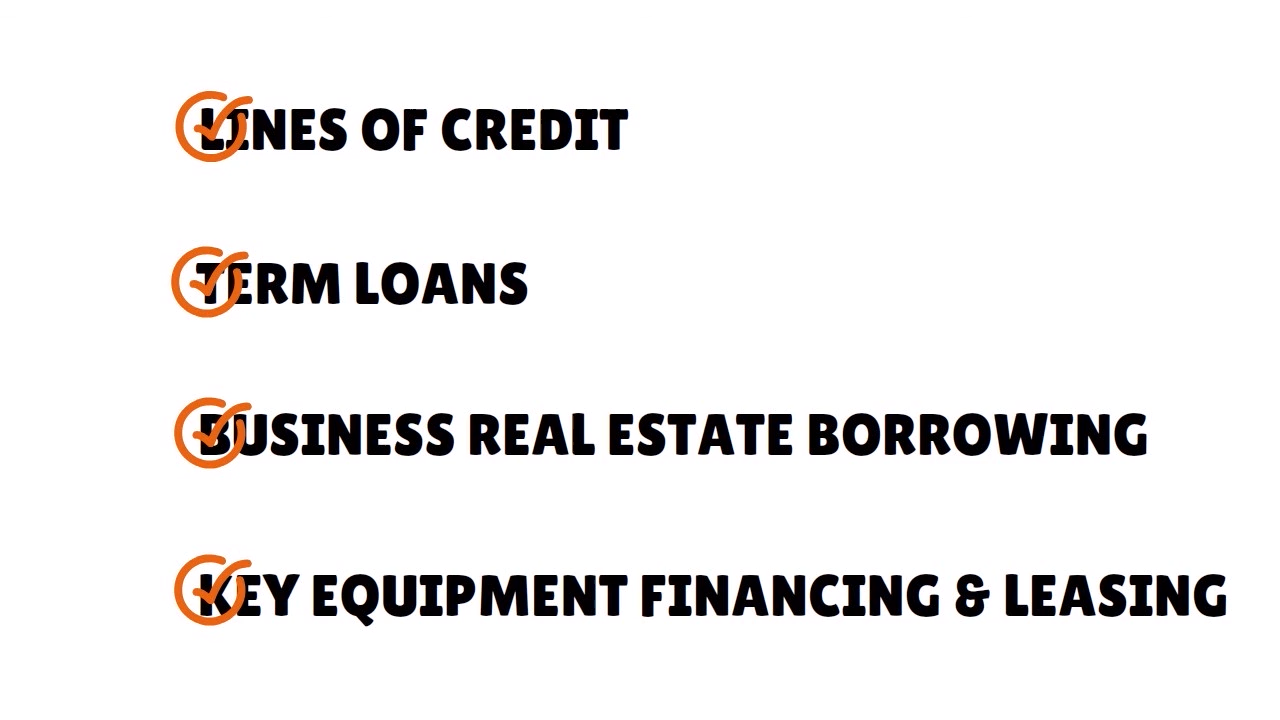 LINES OF CREDIT
TERM LOANS
BUSINESS REAL ESTATE BORROWING
KEY EQUIPMENT FINANCING & LEASING